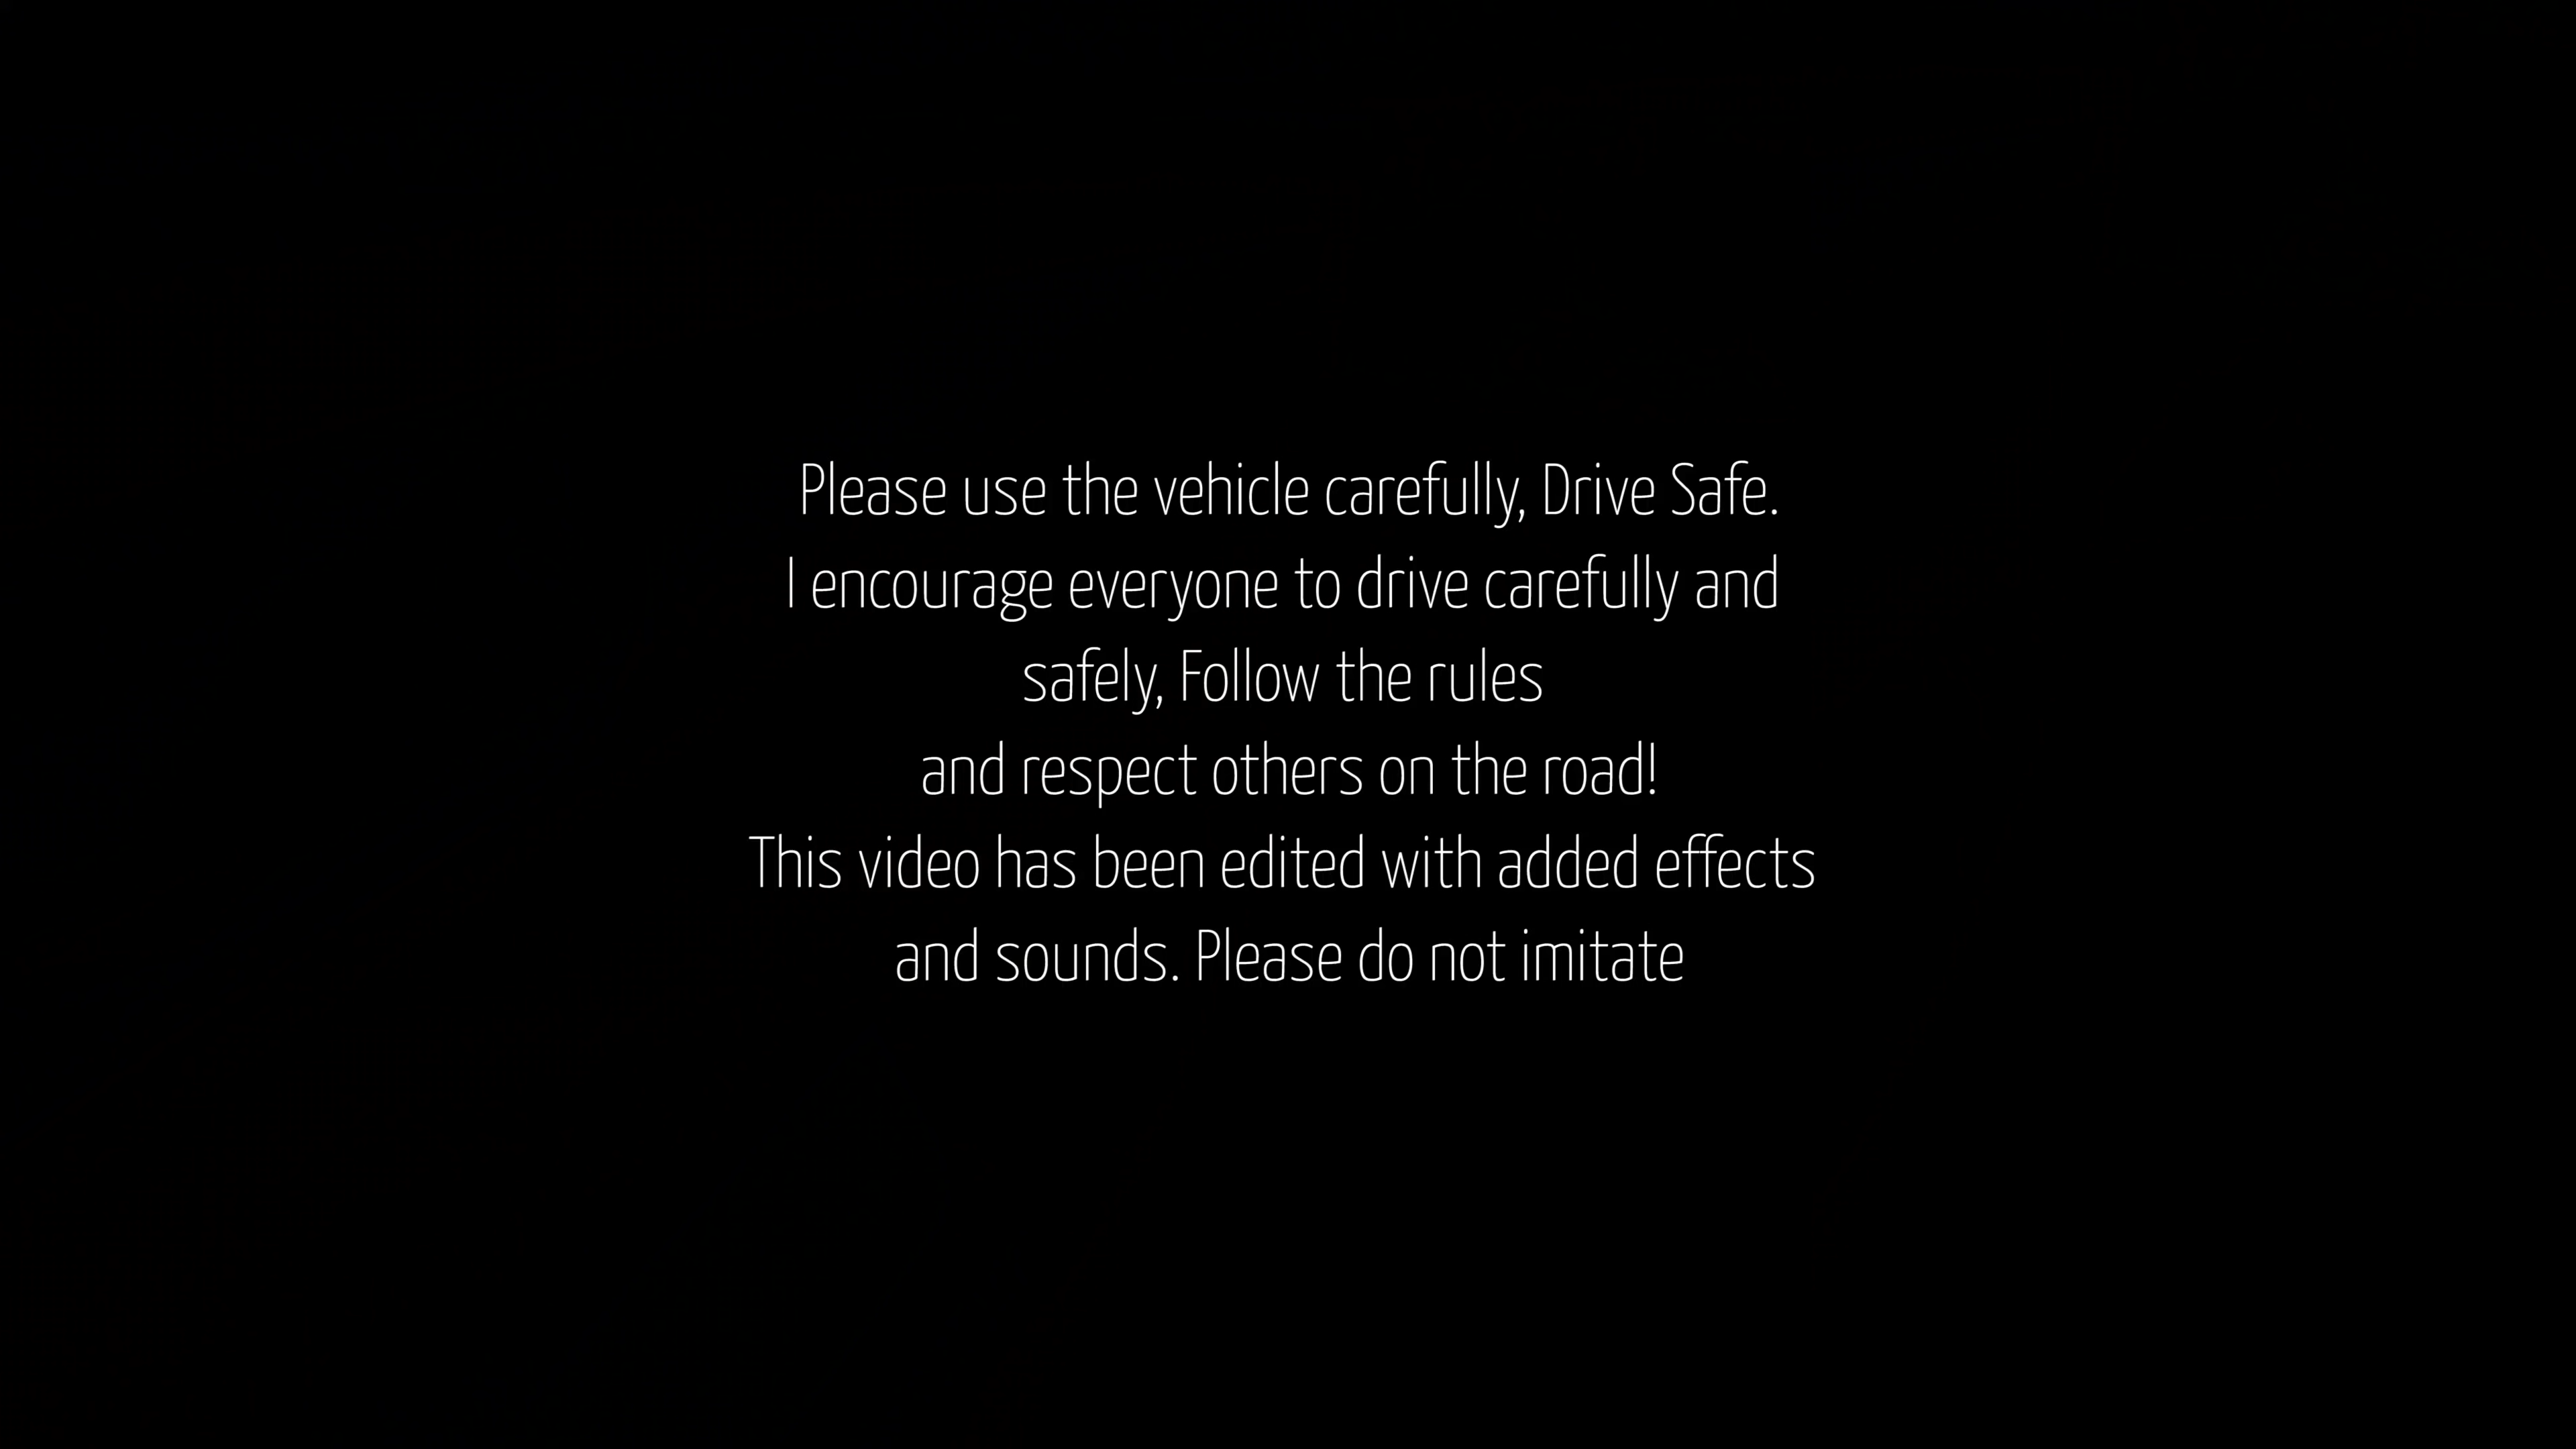 Please use the vehicle carefully, Drive Safe.
I encourage everyone to drive carefully and
safely, Follow the rules
and respect others on the road!
This video has been edited with added effects
and sounds. Please do not imitate